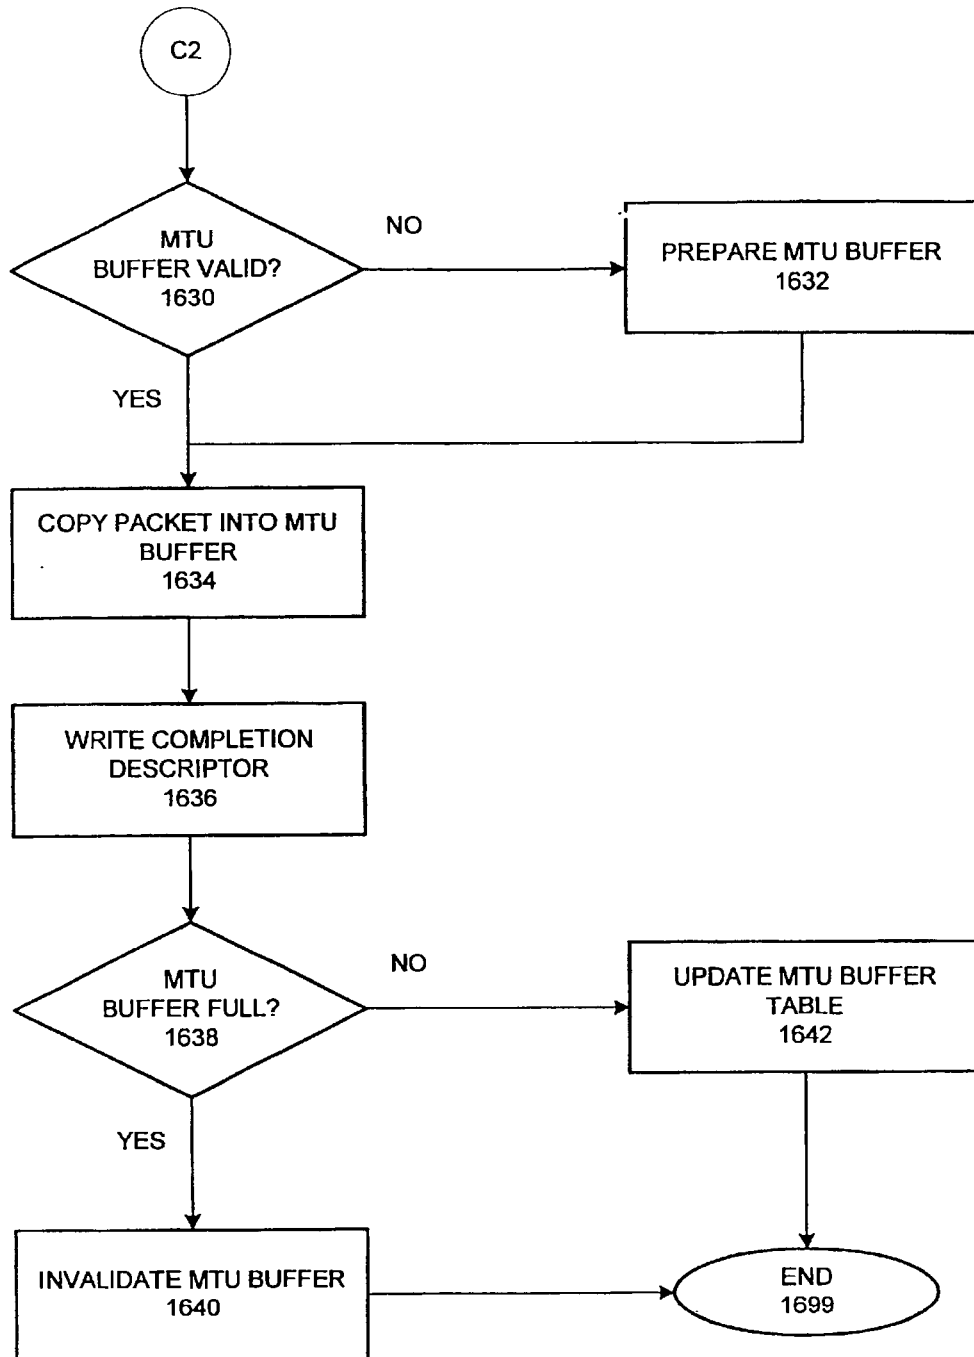 C2
MTU
BUFFER VALID?
1630
NO
PREPARE MTU BUFFER
1632
YES
COPY PACKET INTO MTU
BUFFER
1634
WRITE COMPLETION
DESCRIPTOR
1636
MTU
BUFFER FULL?
1638
NO
UPDATE MTU BUFFER
TABLE
1642
YES
INVALIDATE MTU BUFFER
1640
END
1699